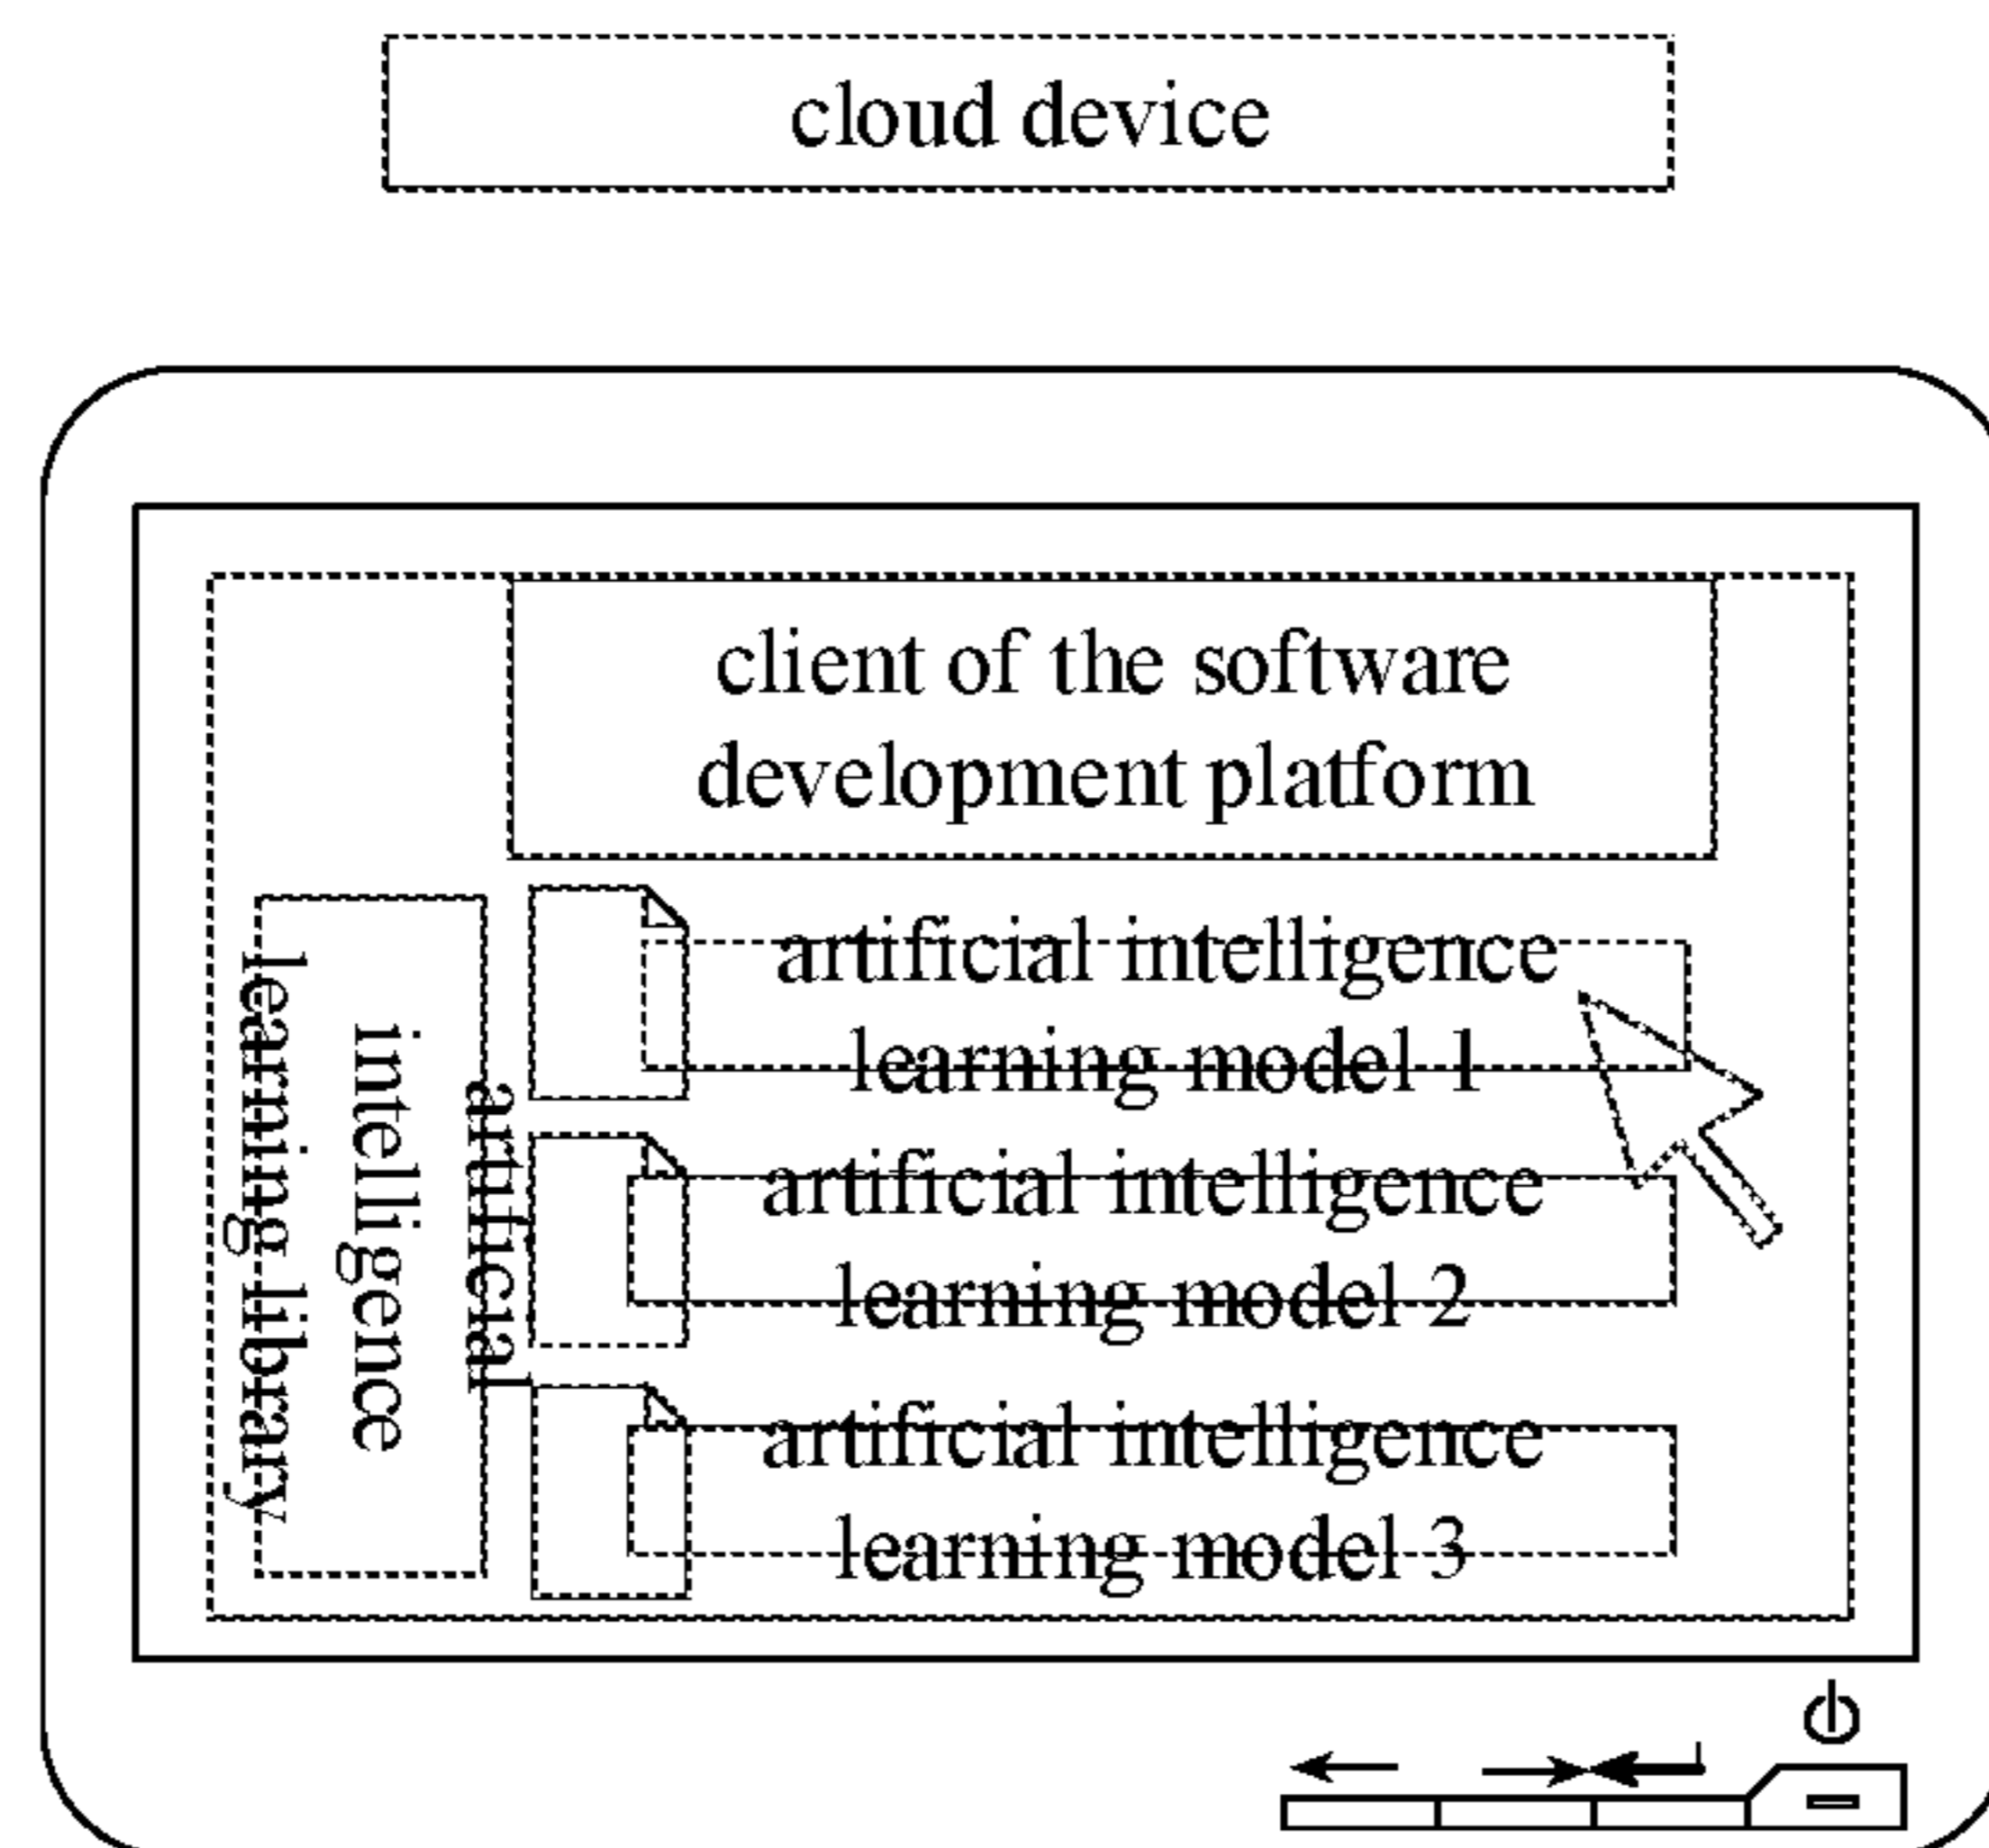 cloud device
client of the software
development platform
artificial
intelligence
learning library
artificial intelligence
learning model 1
artificial intelligence
learning model 2
artificial intelligence
learning model 3